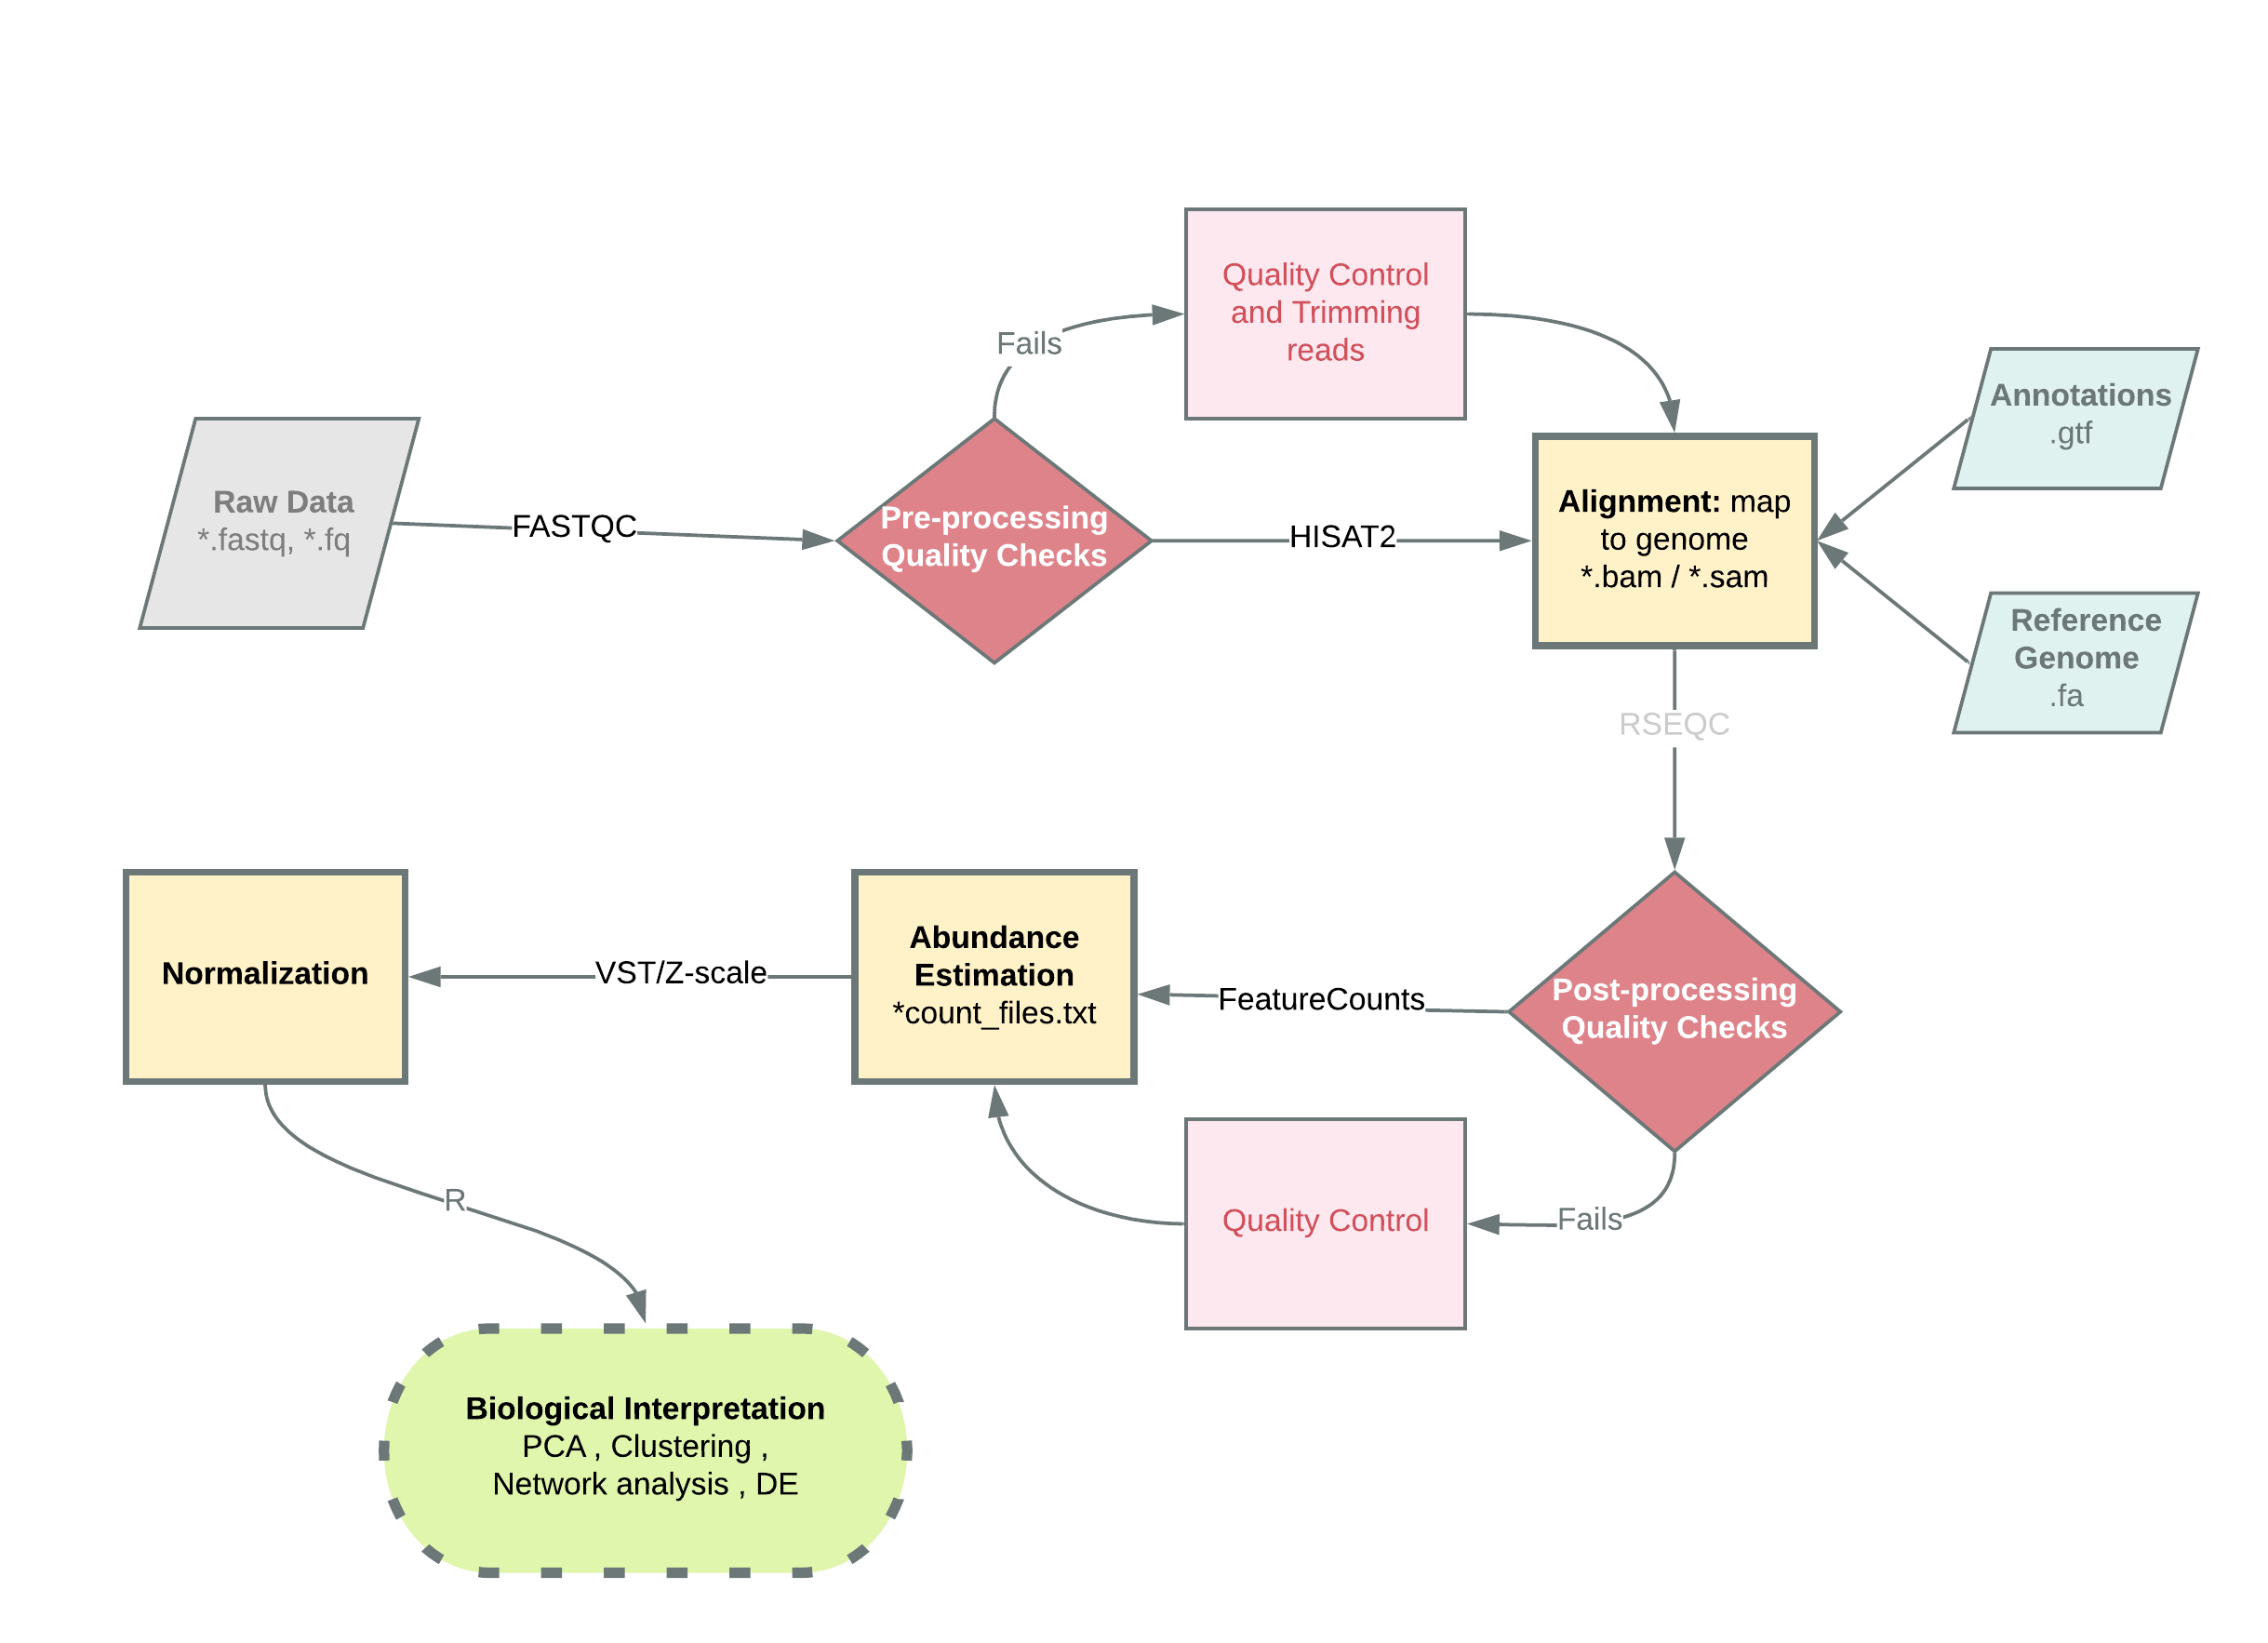 Quality Control
and Trimming
reads
Fails
Annotations
.gtf
Raw Data
*.fastq, *.fq
FASTQC
Pre-processing
Quality Checks
HISAT2
Alignment: map
to genome
*.bam / *.sam
Reference
Genome
.fa
RSEQC
Normalization
VST/Z-scale
Abundance
Estimation
*count_files.txt
FeatureCounts
Post-processing
Quality Checks
Quality Control
Fails
R
Biological Interpretation
PCA , Clustering ,
Network analysis , DE